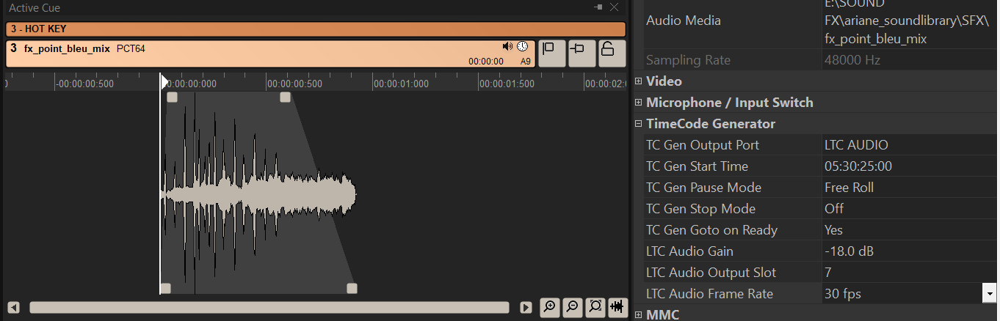 Active Cue
3 - HOT KEY
3 fx_point_bleu_mix PCT64
00:00:00 A9
-00:00:00:500 00:00:00:000 00:00:00:500 00:00:01:000 00:00:01:500 00:00:02:0
E:\SOUND
Audio Media FX\ariane_soundlibrary\SFX\
fx_point_bleu_mix
Sampling Rate 48000 Hz
Video
Microphone / Input Switch
TimeCode Generator
TC Gen Output Port LTC AUDIO
TC Gen Start Time 05:30:25:00
TC Gen Pause Mode Free Roll
TC Gen Stop Mode Off
TC Gen Goto on Ready Yes
LTC Audio Gain -18.0 dB
LTC Audio Output Slot 7
LTC Audio Frame Rate 30 fps
MMC